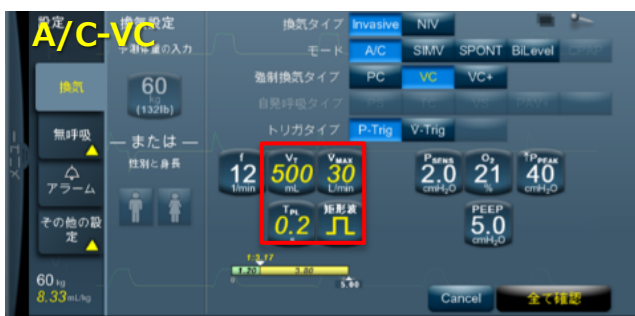 設定
A/C-VC
換気設定
予測体重の入力
60
kg
(132lb)
または
性別と身長
換気
無呼吸
アラーム
その他の設定
60 kg
8.33 mL/kg
換気タイプ Invasive NIV
モード A/C SIMV SPONT BiLevel CPAP
強制換気タイプ PC VC VC+
自発呼吸タイプ PS TC VS PAV+
トリガタイプ P-Trig V-Trig
f 12 1/min
VT 500 mL
VMAX 30 L/min
PSENS 2.0 cmH2O
O2 21 %
↑PPEAK 40 cmH2O
TPL 0.2 s
矩形波
PEEP 5.0 cmH2O
1:3.17
1.20 3.80
0 5.00
Cancel 全て確認